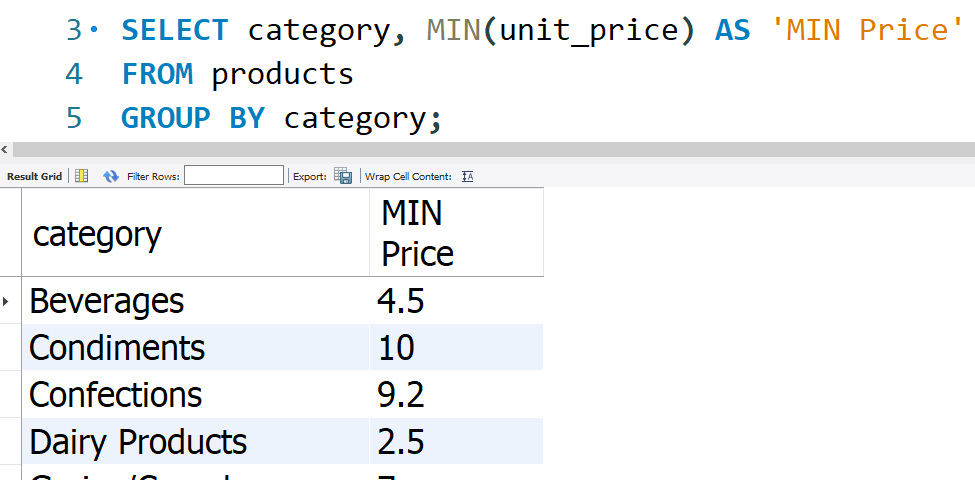 3 SELECT category, MIN(unit_price) AS 'MIN Price'
4 FROM products
5 GROUP BY category;
Result Grid Filter Rows: Export: Wrap Cell Content:
category MIN Price
Beverages 4.5
Condiments 10
Confections 9.2
Dairy Products 2.5